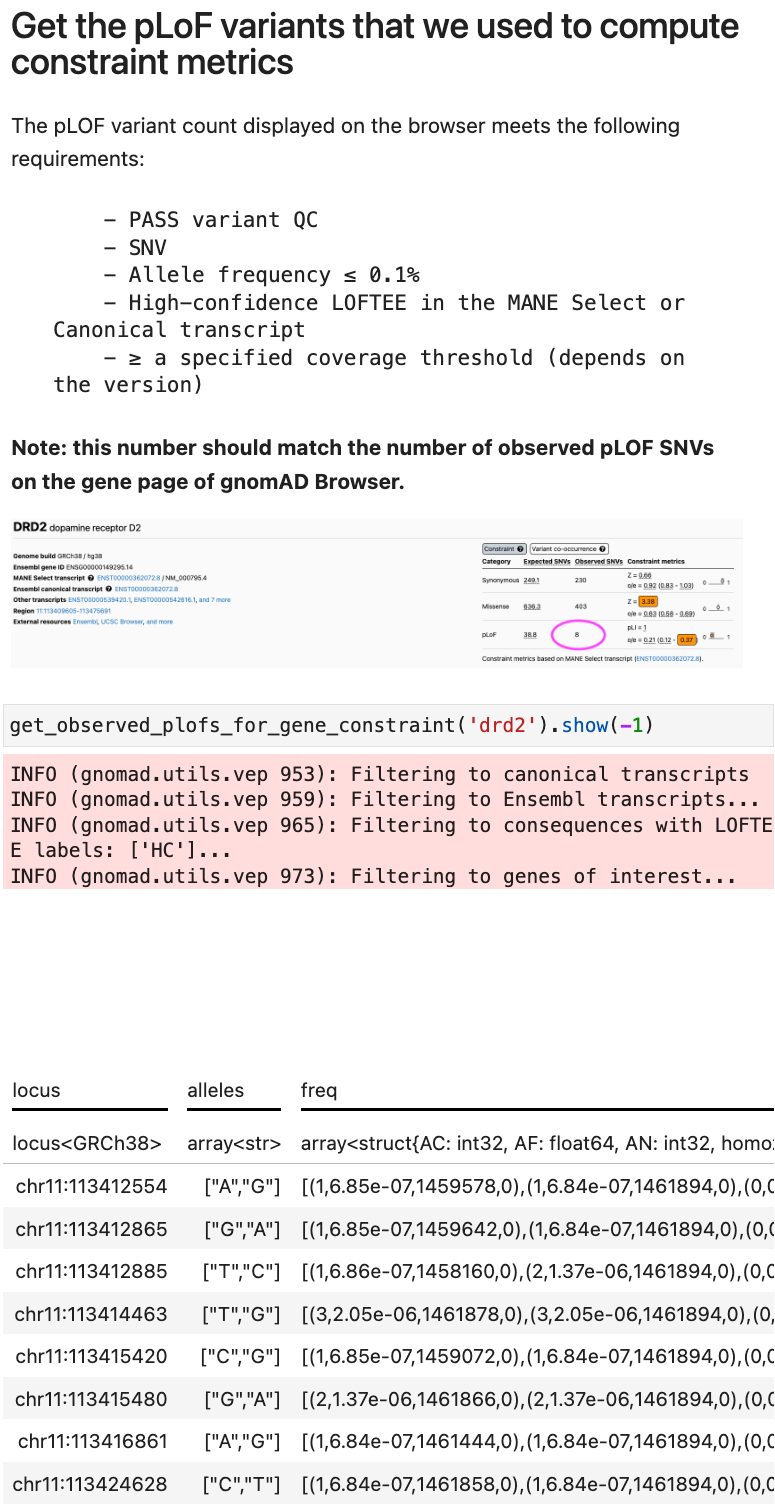 Get the pLoF variants that we used to compute
constraint metrics
The pLOF variant count displayed on the browser meets the following
requirements:
– PASS variant QC
– SNV
– Allele frequency ≤ 0.1%
– High–confidence LOFTEE in the MANE Select or
Canonical transcript
– ≥ a specified coverage threshold (depends on
the version)
Note: this number should match the number of observed pLOF SNVs
on the gene page of gnomAD Browser.
DRD2 dopamine receptor D2
Genome build GRCh38 / hg38
Ensembl gene ID ENSG00000149295.14
MANE Select transcript ? ENST00000362072.8 / NM_000795.4
Ensembl canonical transcript ? ENST00000362072.8
Other transcripts ENST00000539420.1, ENST00000542616.1, and 7 more
Region 11:113409605-113475691
External resources Ensembl, UCSC Browser, and more
Constraint ? Variant co-occurrence ?
Category Expected SNVs Observed SNVs Constraint metrics
Synonymous 249.1 230 Z = 0.66
o/e = 0.92 (0.83 - 1.03) 0 1
Missense 636.3 403 Z = 3.38
o/e = 0.63 (0.58 - 0.69) 0 1
pLoF 38.8 8 pLI = 1
o/e = 0.21 (0.12 - 0.37) 0 1
Constraint metrics based on MANE Select transcript (ENST00000362072.8).
get_observed_plofs_for_gene_constraint('drd2').show(–1)
INFO (gnomad.utils.vep 953): Filtering to canonical transcripts
INFO (gnomad.utils.vep 959): Filtering to Ensembl transcripts...
INFO (gnomad.utils.vep 965): Filtering to consequences with LOFTE
E labels: ['HC']...
INFO (gnomad.utils.vep 973): Filtering to genes of interest...
locus alleles freq
locus<GRCh38> array<str> array<struct{AC: int32, AF: float64, AN: int32, homo
chr11:113412554 ["A","G"] [(1,6.85e-07,1459578,0),(1,6.84e-07,1461894,0),(0,0
chr11:113412865 ["G","A"] [(1,6.85e-07,1459642,0),(1,6.84e-07,1461894,0),(0,0
chr11:113412885 ["T","C"] [(1,6.86e-07,1458160,0),(2,1.37e-06,1461894,0),(0,0
chr11:113414463 ["T","G"] [(3,2.05e-06,1461878,0),(3,2.05e-06,1461894,0),(0,
chr11:113415420 ["C","G"] [(1,6.85e-07,1459072,0),(1,6.84e-07,1461894,0),(0,0
chr11:113415480 ["G","A"] [(2,1.37e-06,1461866,0),(2,1.37e-06,1461894,0),(0,0
chr11:113416861 ["A","G"] [(1,6.84e-07,1461444,0),(1,6.84e-07,1461894,0),(0,0
chr11:113424628 ["C","T"] [(1,6.84e-07,1461858,0),(1,6.84e-07,1461894,0),(0,0